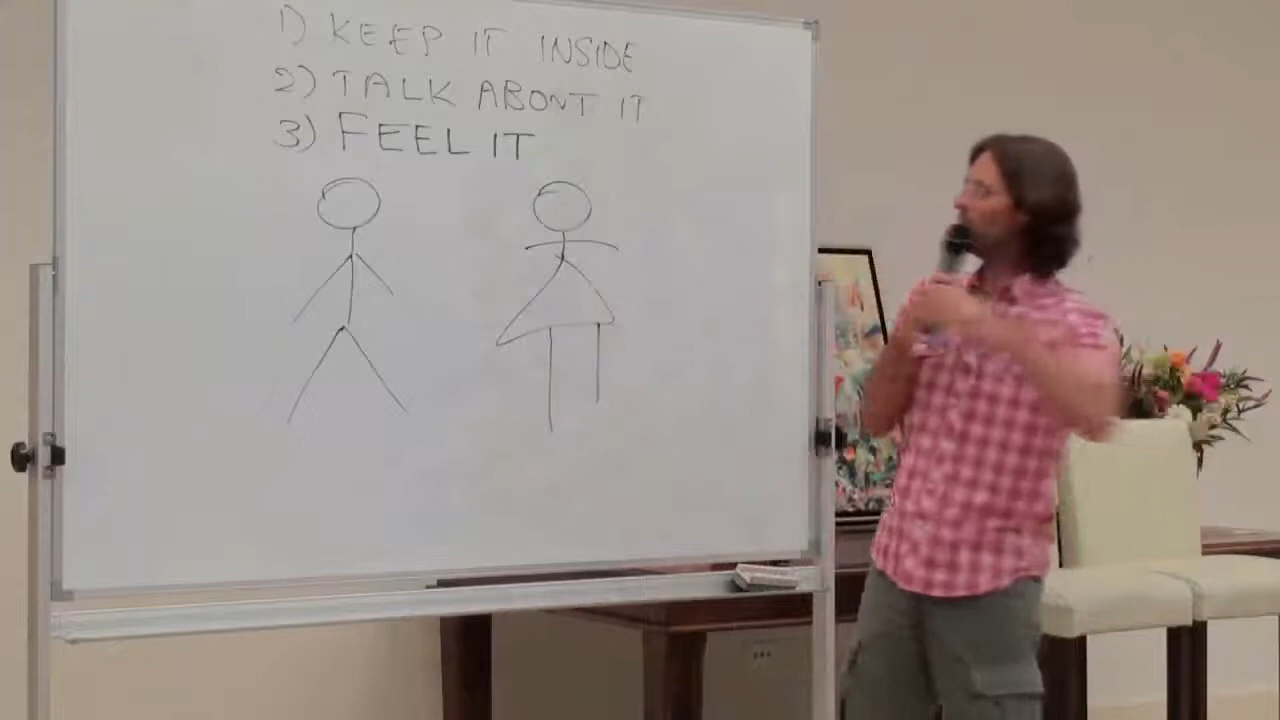 1) KEEP IT INSIDE
2) TALK ABOUT IT
3) FEEL IT